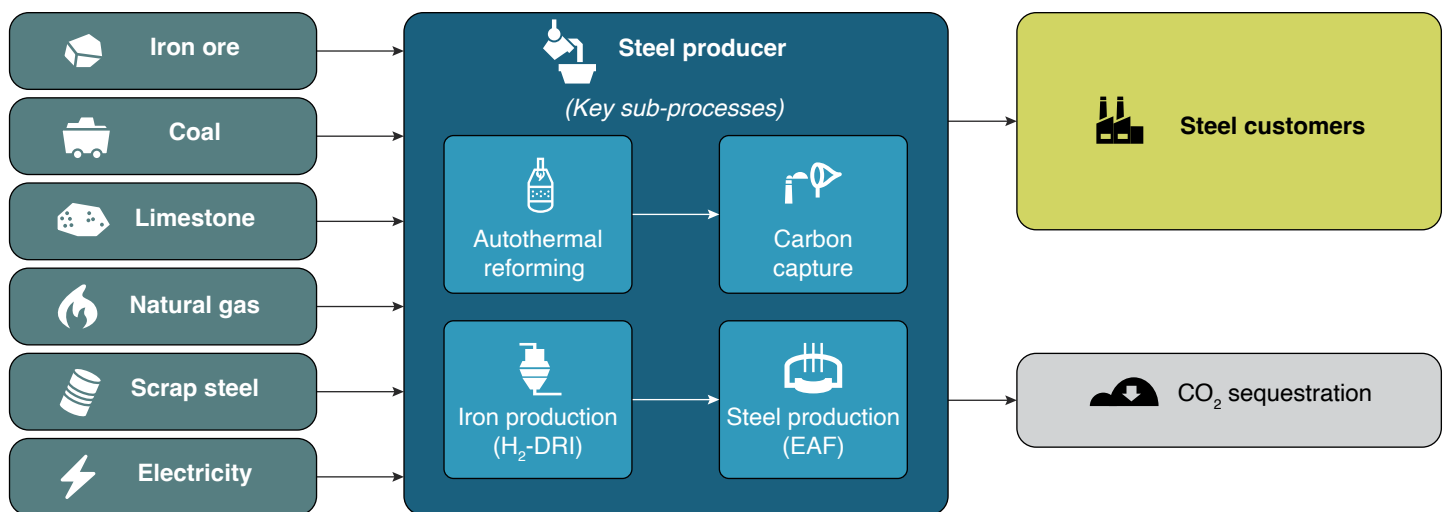 Iron ore
Coal
Limestone
Natural gas
Scrap steel
Electricity
Steel producer
(Key sub-processes)
Autothermal
reforming
Carbon
capture
Iron production
(H₂-DRI)
Steel production
(EAF)
Steel customers
CO₂ sequestration